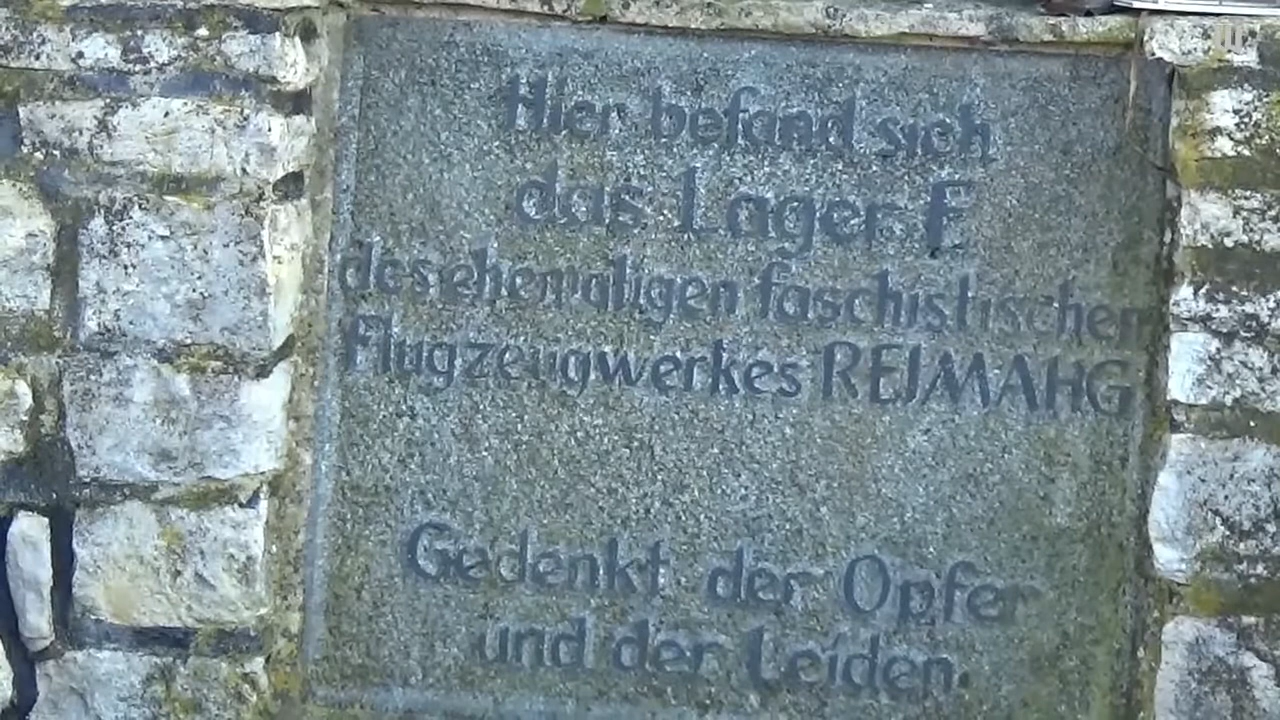 Hier befand sich
das Lager E
des ehemaligen faschistischen
Flugzeugwerkes REIMAHG
Gedenkt der Opfer
und der Leiden.